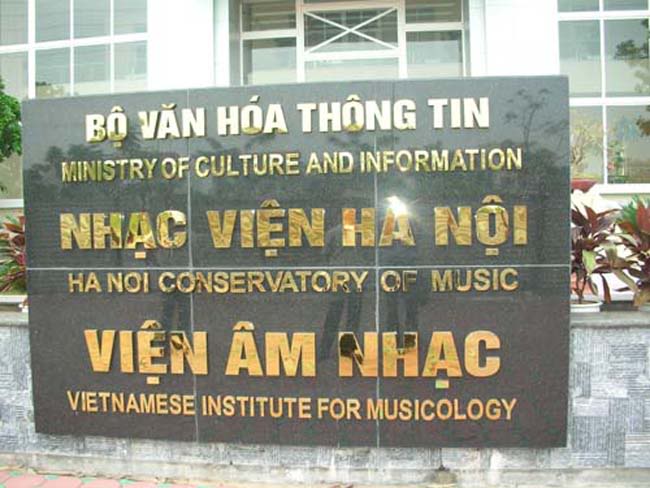 BỘ VĂN HÓA THÔNG TIN
MINISTRY OF CULTURE AND INFORMATION
NHẠC VIỆN HA NỘI
HA NOI CONSERVATORY OF MUSIC
VIỆN ÂM NHẠC
VIETNAMESE INSTITUTE FOR MUSICOLOGY